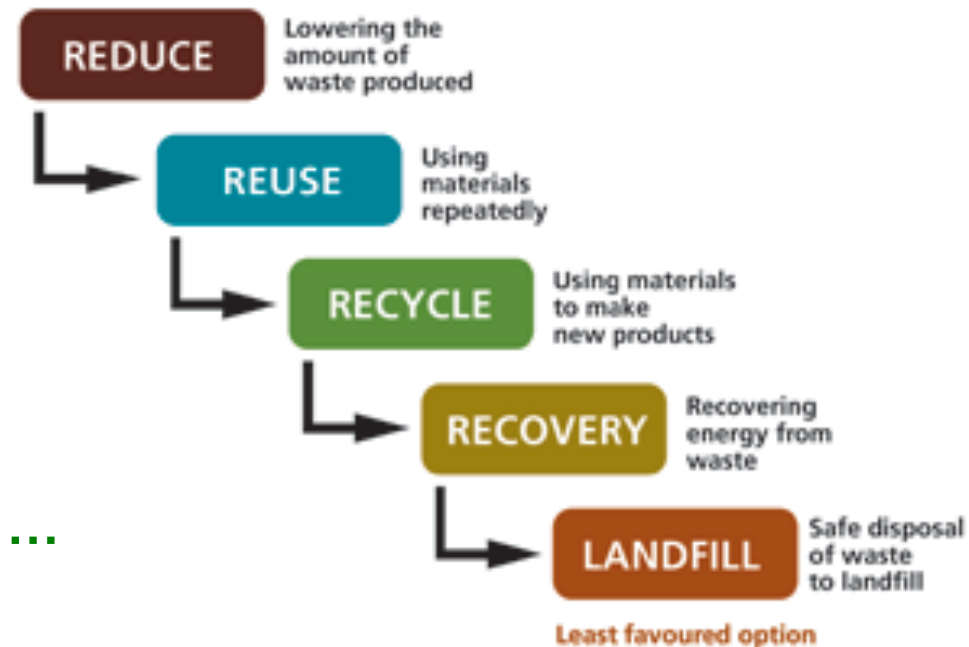 REDUCE
Lowering the
amount of
waste produced
REUSE
Using
materials
repeatedly
RECYCLE
Using materials
to make
new products
RECOVERY
Recovering
energy from
waste
...
LANDFILL
Safe disposal
of waste
to landfill
Least favoured option